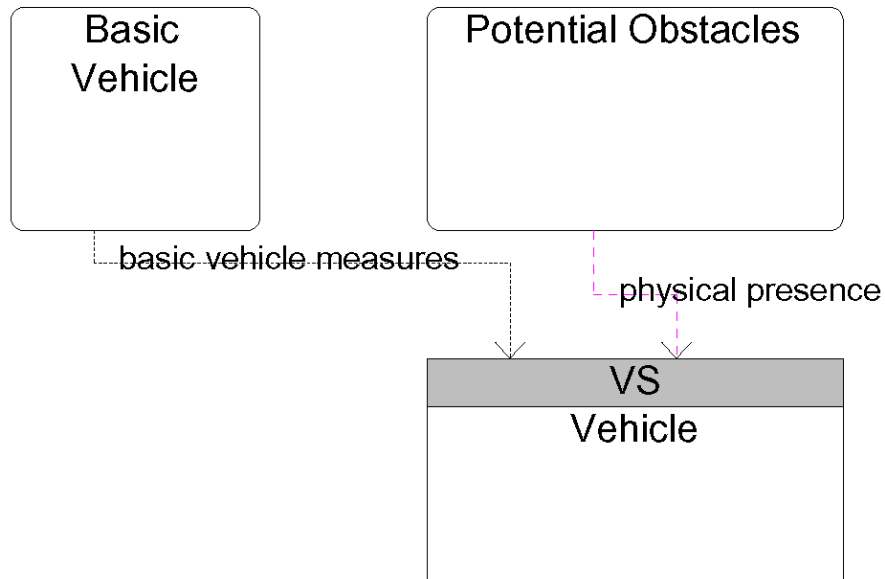 Basic
Vehicle
Potential Obstacles
basic vehicle measures
physical presence
VS
Vehicle